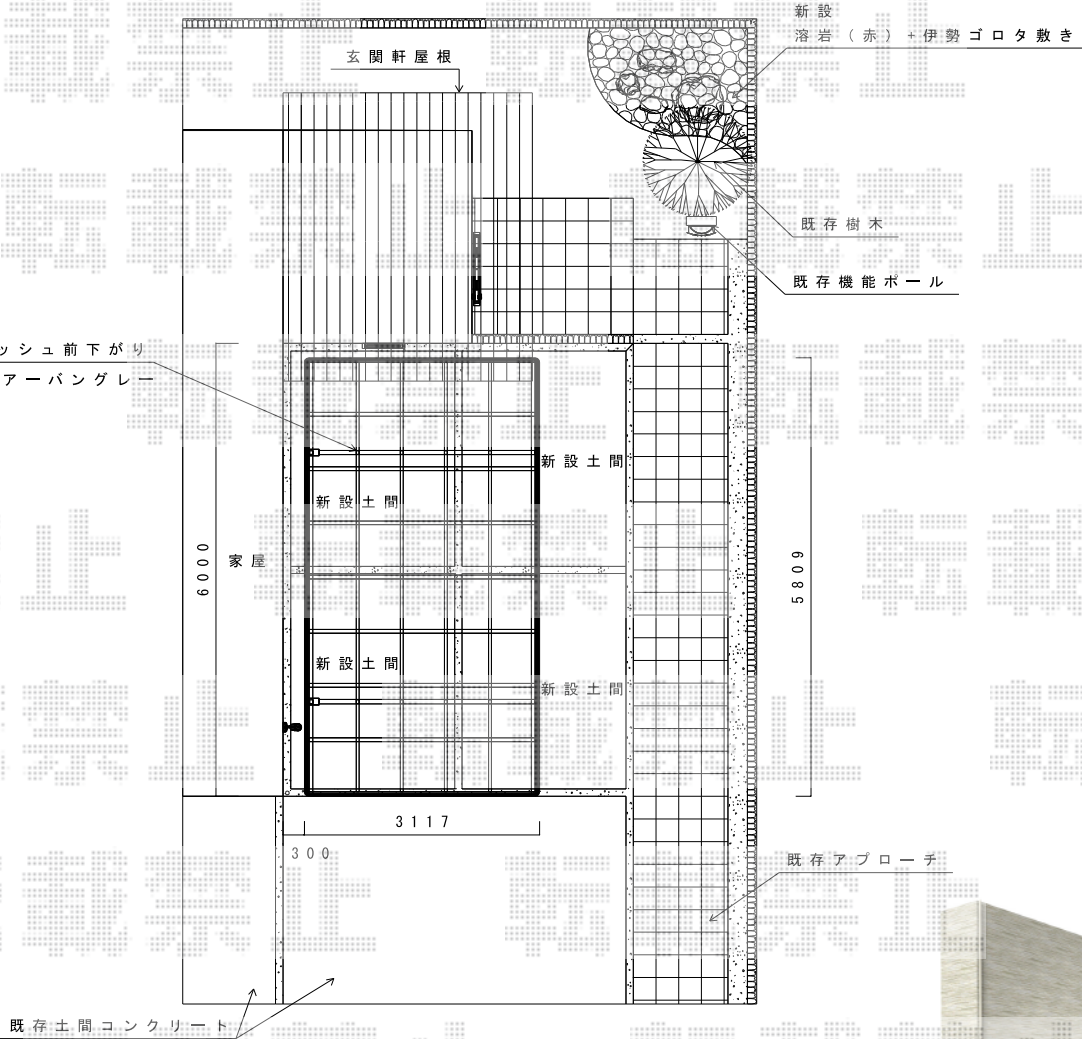 新設
溶岩（赤）+伊勢ゴロタ敷き
玄関軒屋根
既存樹木
既存機能ポール
ッシュ前下がり
アーバングレー
新設土間
新設土間
6000
家屋
5809
新設土間
新設土間
3117
300
既存アプローチ
既存土間コンクリート
転載禁止